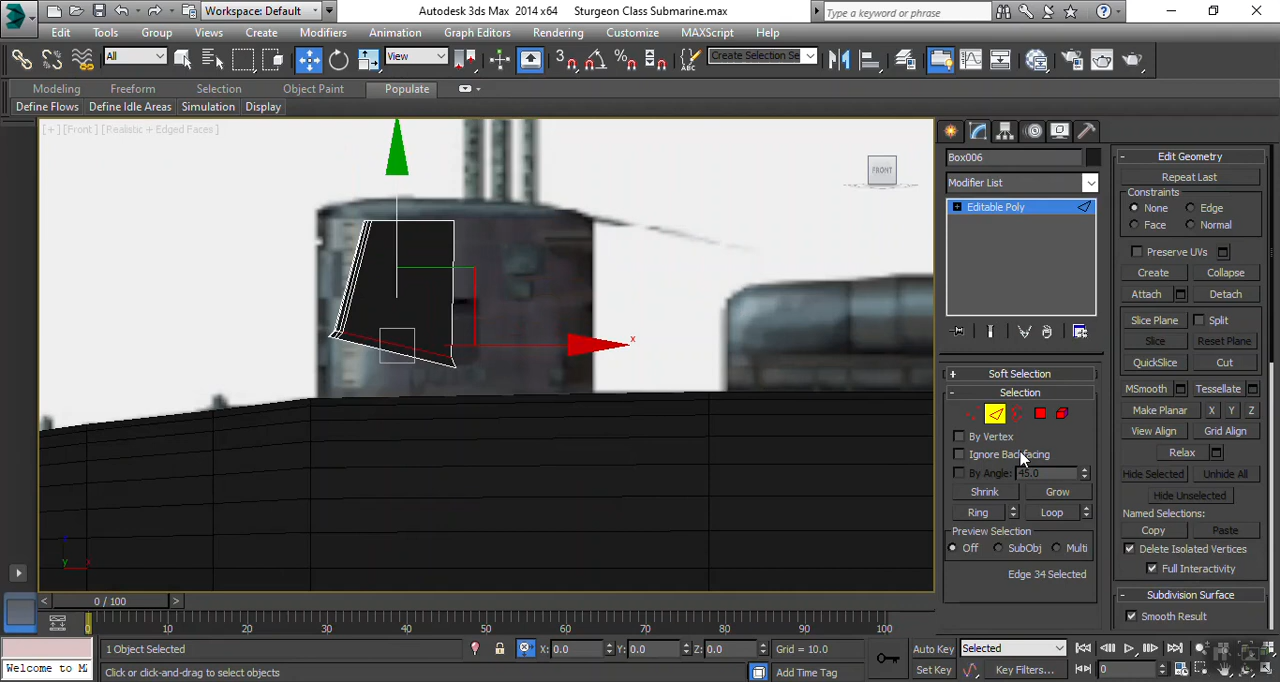 Workspace: Default
Autodesk 3ds Max 2014 x64 Sturgeon Class Submarine.max
Type a keyword or phrase
Edit Tools Group Views Create Modifiers Animation Graph Editors Rendering Customize MAXScript Help
All
View
3
Create Selection Se
Modeling Freeform Selection Object Paint Populate
Define Flows Define Idle Areas Simulation Display
[+] [Front] [Realistic + Edged Faces]
FRONT
x
Box006
Modifier List
Editable Poly
Soft Selection
Selection
By Vertex
Ignore Backfacing
By Angle: 45.0
Shrink Grow
Ring Loop
Preview Selection
Off SubObj Multi
Edge 34 Selected
Edit Geometry
Repeat Last
Constraints
None Edge
Face Normal
Preserve UVs
Create Collapse
Attach Detach
Slice Plane Split
Slice Reset Plane
QuickSlice Cut
MSmooth Tessellate
Make Planar X Y Z
View Align Grid Align
Relax
Hide Selected Unhide All
Hide Unselected
Named Selections:
Copy Paste
Delete Isolated Vertices
Full Interactivity
Subdivision Surface
Smooth Result
z
Y x
0 / 100
0 10 20 30 40 50 60 70 80 90 100
1 Object Selected
X: 0.0 Y: 0.0 Z: 0.0
Grid = 10.0
Auto Key Selected
Welcome to M
Click or click-and-drag to select objects
Add Time Tag
Set Key Key Filters...
0